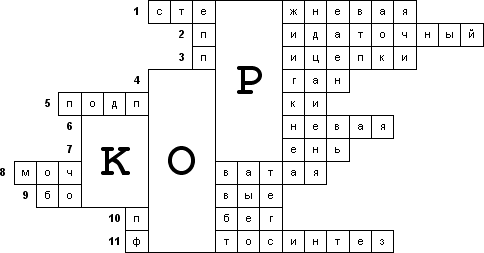 1 сте жневая
2 п идаточный
3 п ицепки
4 Р ган
5 подп ки
6 невая
7 К О ень
8 моч ватая
9 бо вые
10 п бег
11 ф тосинтез